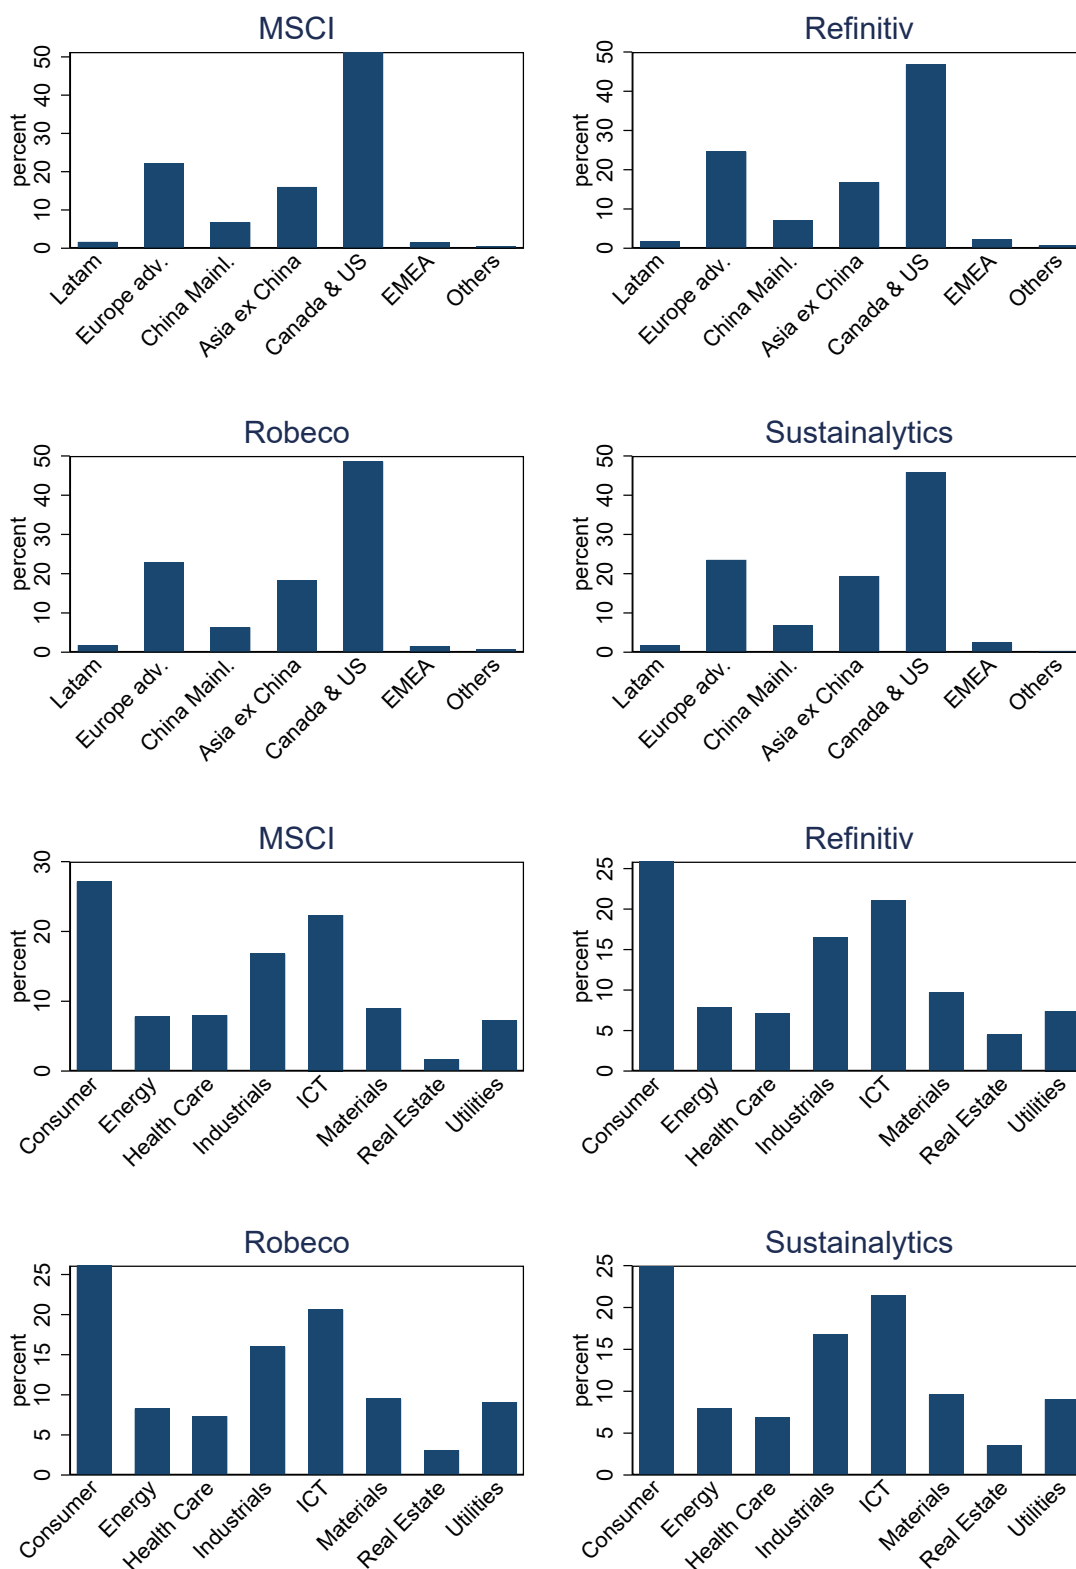 MSCI
percent
0 10 20 30 40 50
Latam
Europe adv.
China Mainl.
Asia ex China
Canada & US
EMEA
Others
Refinitiv
percent
0 10 20 30 40 50
Latam
Europe adv.
China Mainl.
Asia ex China
Canada & US
EMEA
Others
Robeco
percent
0 10 20 30 40 50
Latam
Europe adv.
China Mainl.
Asia ex China
Canada & US
EMEA
Others
Sustainalytics
percent
0 10 20 30 40 50
Latam
Europe adv.
China Mainl.
Asia ex China
Canada & US
EMEA
Others
MSCI
percent
0 10 20 30
Consumer
Energy
Health Care
Industrials
ICT
Materials
Real Estate
Utilities
Refinitiv
percent
0 5 10 15 20 25
Consumer
Energy
Health Care
Industrials
ICT
Materials
Real Estate
Utilities
Robeco
percent
0 5 10 15 20 25
Consumer
Energy
Health Care
Industrials
ICT
Materials
Real Estate
Utilities
Sustainalytics
percent
0 5 10 15 20 25
Consumer
Energy
Health Care
Industrials
ICT
Materials
Real Estate
Utilities